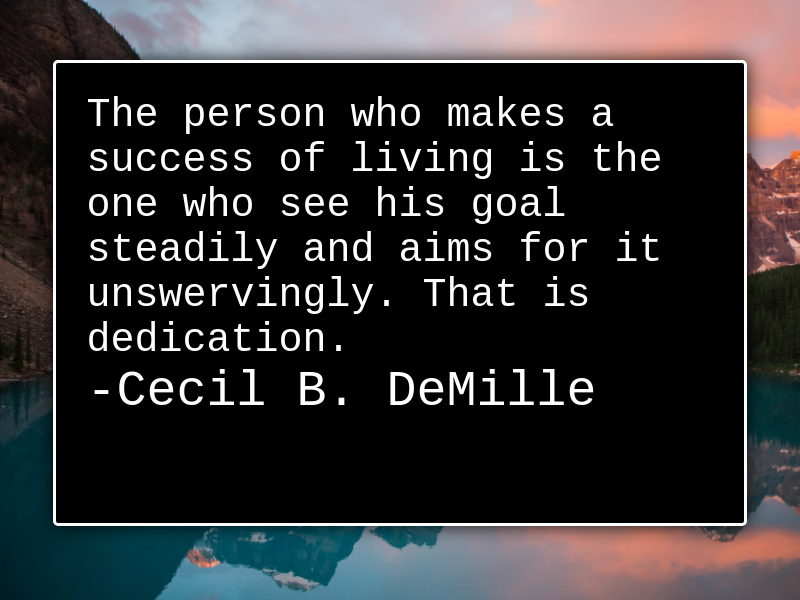 The person who makes a
success of living is the
one who see his goal
steadily and aims for it
unswervingly. That is
dedication.
-Cecil B. DeMille